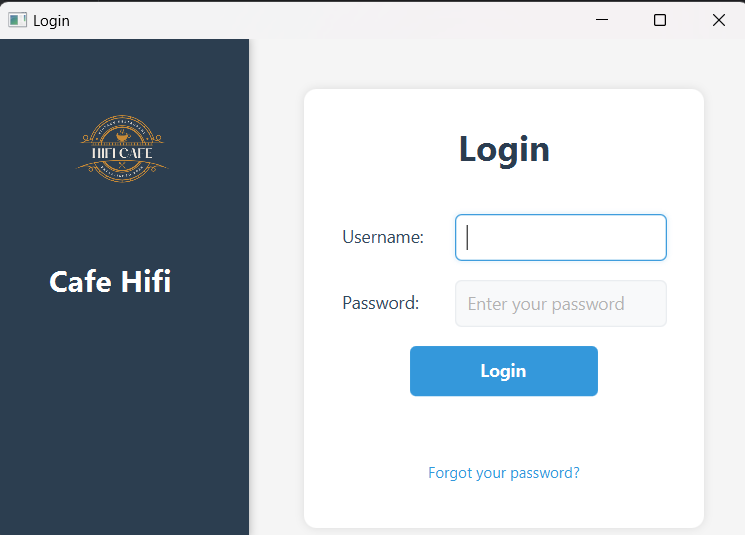 Login
HIFI CAFE
Cafe Hifi
Login
Username:
Password:
Enter your password
Login
Forgot your password?